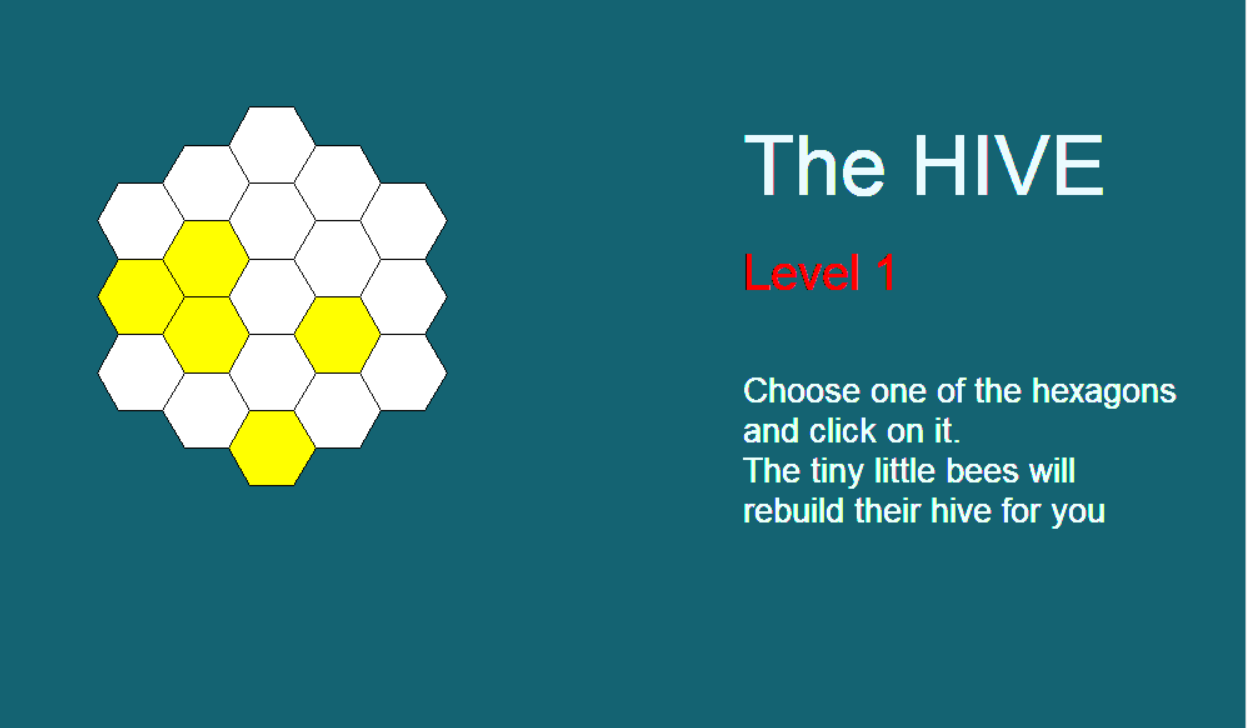 The HIVE
Level 1
Choose one of the hexagons
and click on it.
The tiny little bees will
rebuild their hive for you